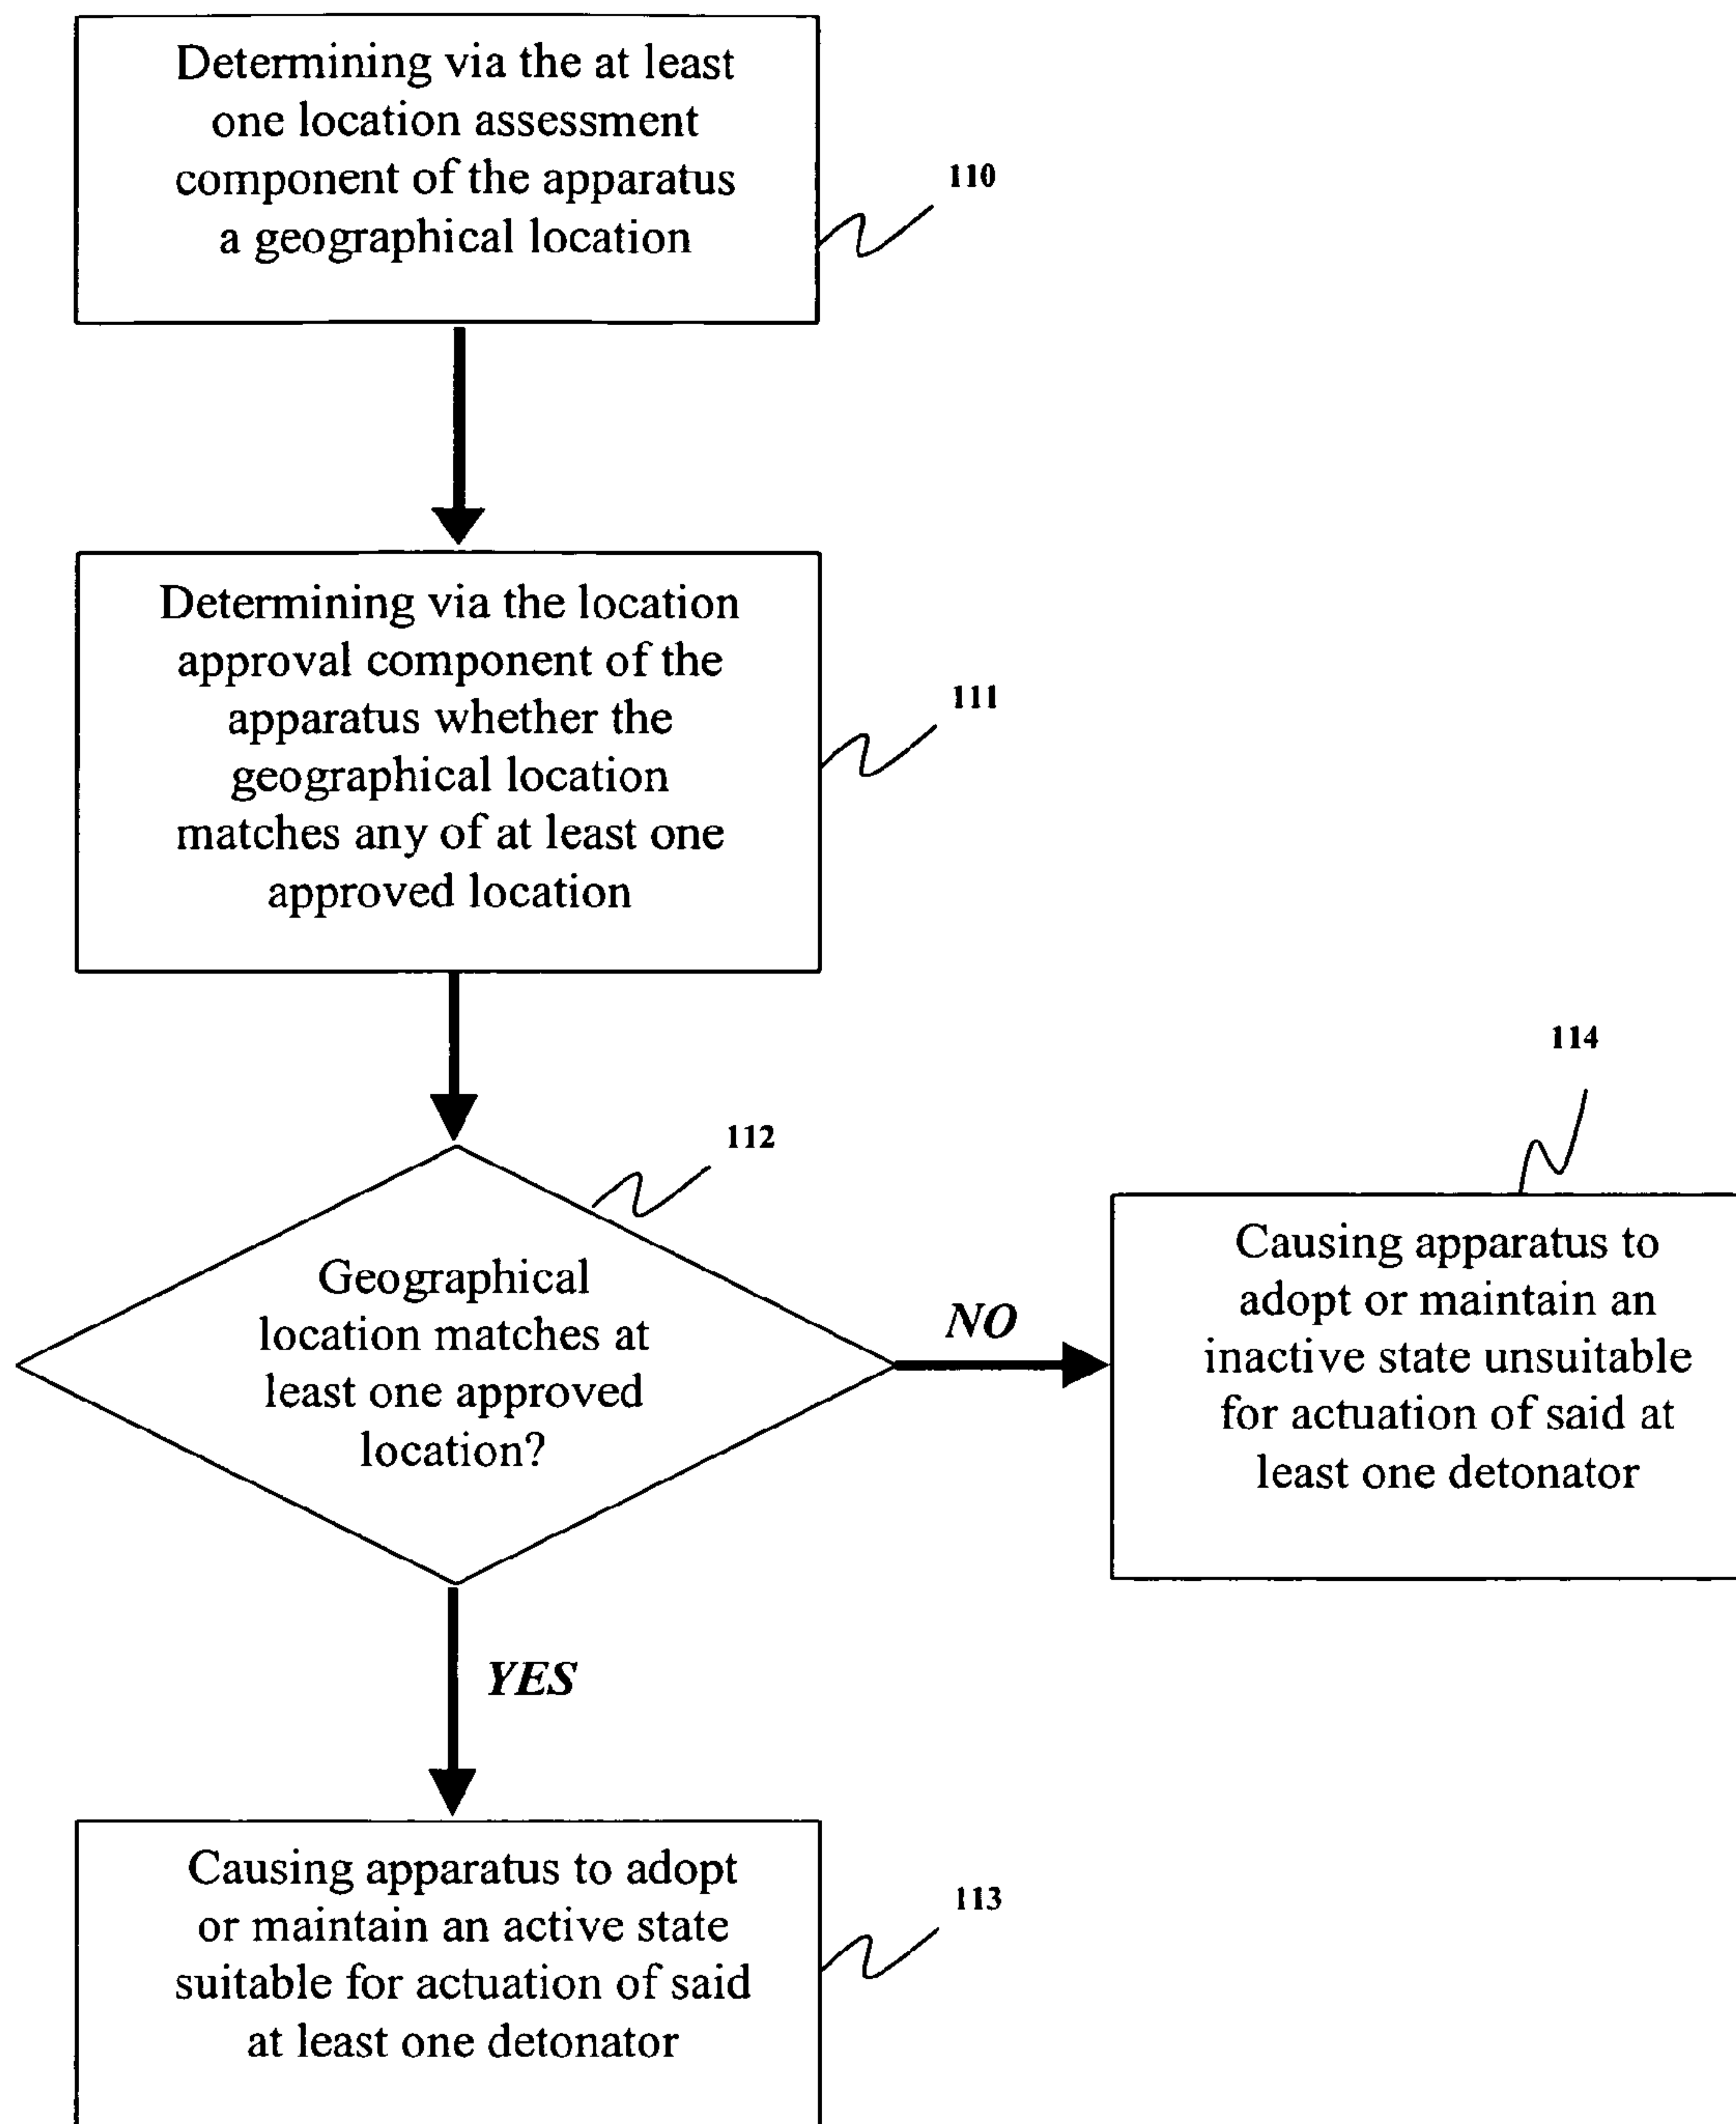 Determining via the at least
one location assessment
component of the apparatus
a geographical location
110
Determining via the location
approval component of the
apparatus whether the
geographical location
matches any of at least one
approved location
111
112
Geographical
location matches at
least one approved
location?
NO
114
Causing apparatus to
adopt or maintain an
inactive state unsuitable
for actuation of said at
least one detonator
YES
Causing apparatus to adopt
or maintain an active state
suitable for actuation of said
at least one detonator
113